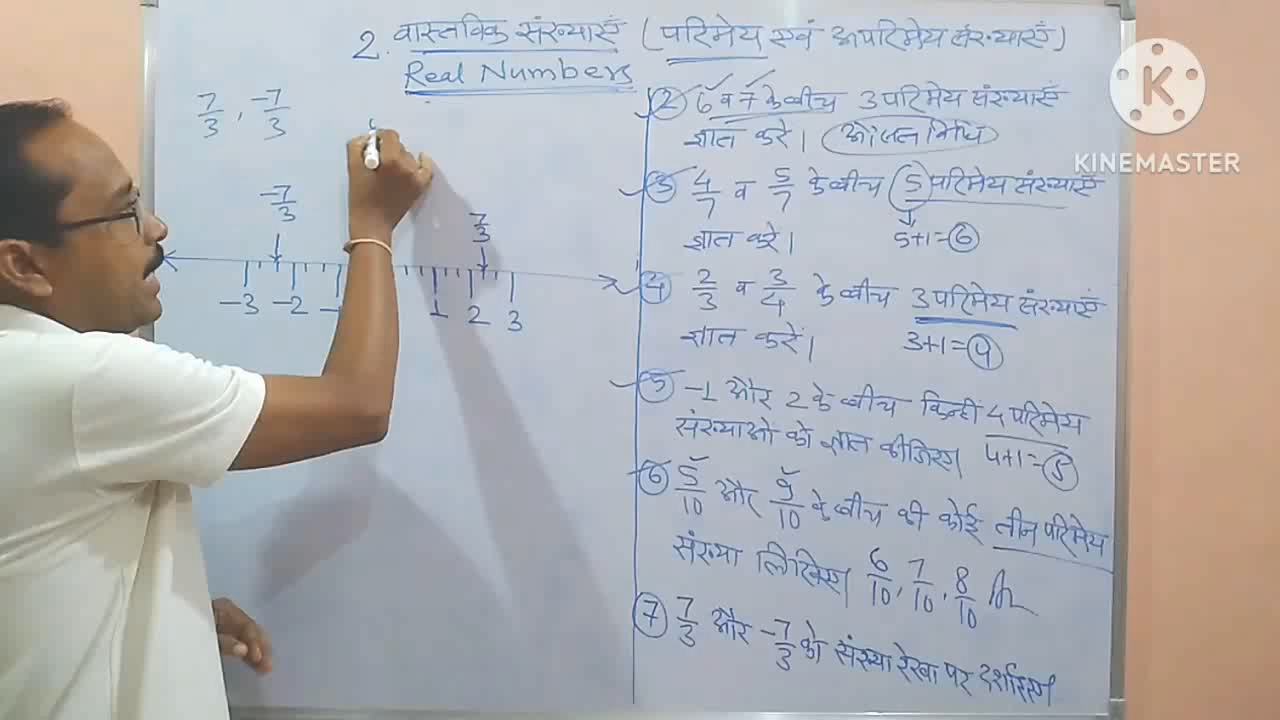 2. वास्तविक संख्याएँ (परिमेय एवं अपरिमेय संख्याएँ)
Real Numbers
7/3, -7/3
-7/3
7/3
-3 -2 - 1 2 3
② 6 व 7 के बीच 3 परिमेय संख्याएँ
ज्ञात करे। (औसत विधि)
③ 4/7 व 5/7 के बीच 5 परिमेय संख्याएँ
ज्ञात करे। 5+1=6
④ 2/3 व 3/4 के बीच 3 परिमेय संख्याएँ
ज्ञात करें। 3+1=4
⑤ -1 और 2 के बीच किन्हीं 4 परिमेय
संख्याओं को ज्ञात कीजिए। 4+1=5
⑥ 5/10 और 9/10 के बीच की कोई तीन परिमेय
संख्या लिखिए। 6/10, 7/10, 8/10
⑦ 7/3 और -7/3 को संख्या रेखा पर दर्शाइए।
K
KINEMASTER